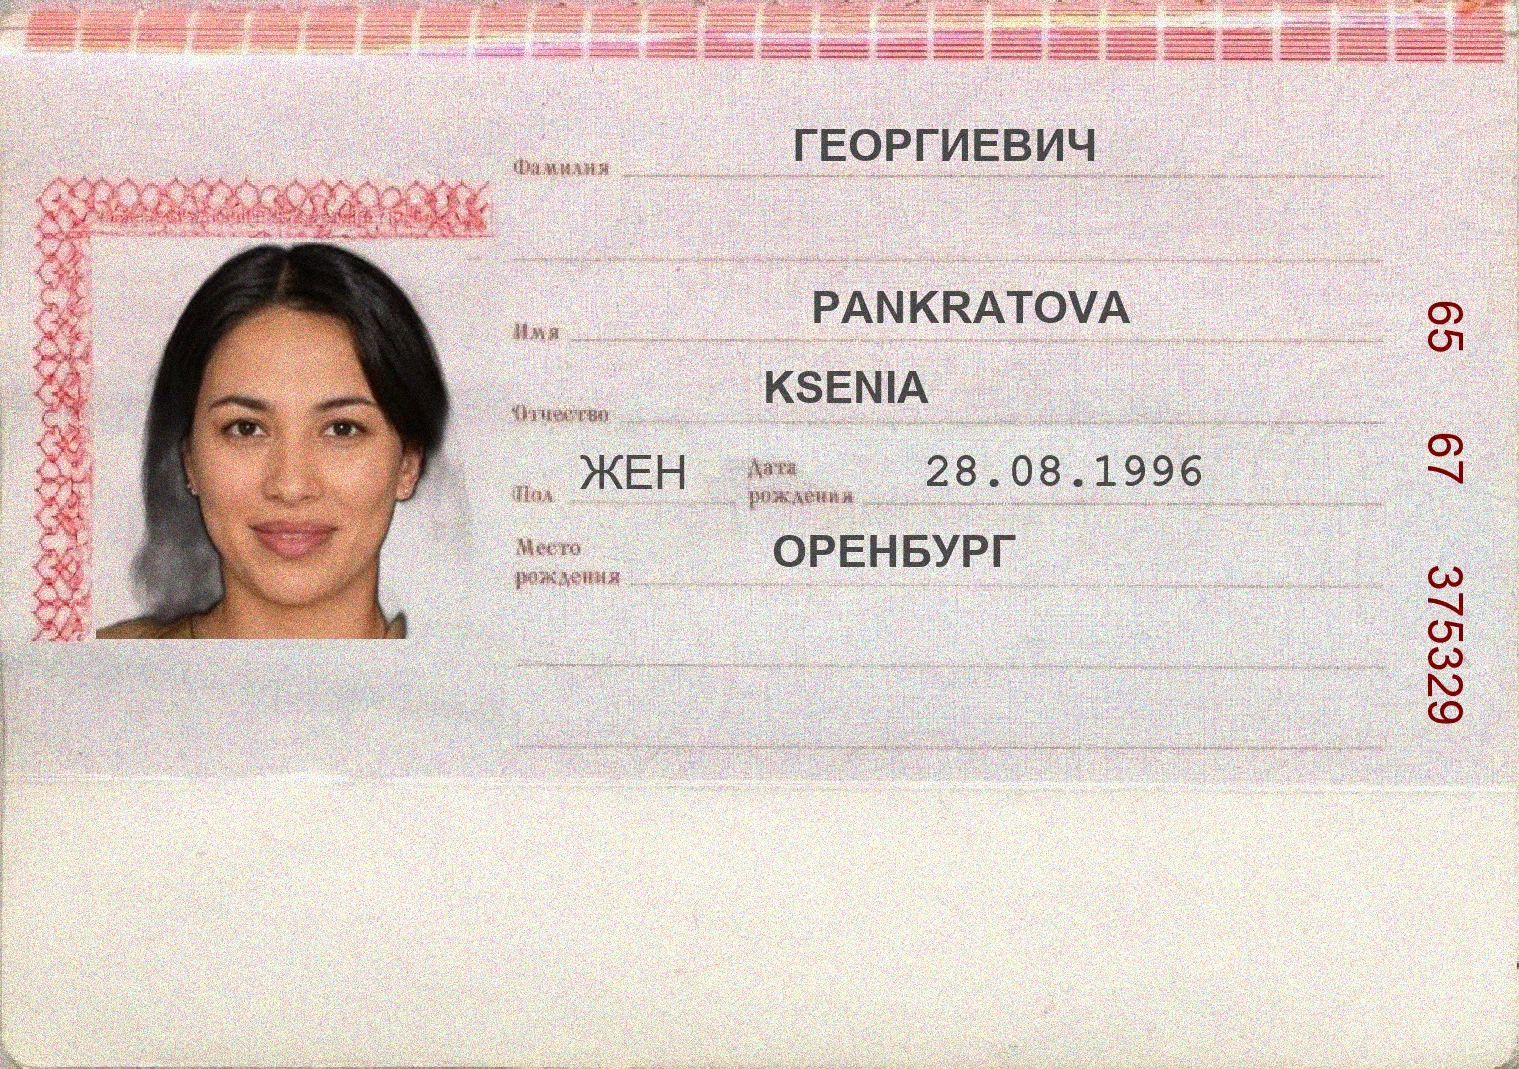 Фамилия ГЕОРГИЕВИЧ
Имя PANKRATOVA
Отчество KSENIA
Пол ЖЕН Дата рождения 28.08.1996
Место рождения ОРЕНБУРГ
65 67 375329